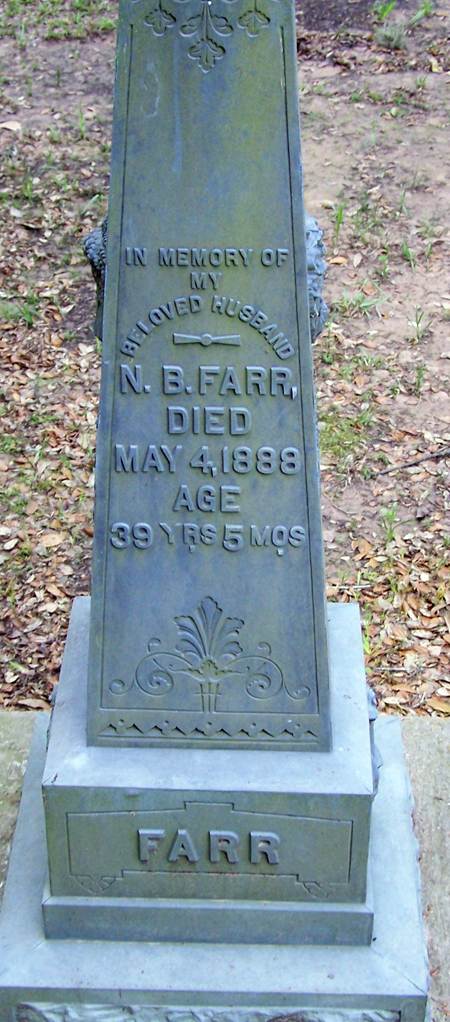 IN MEMORY OF
MY
BELOVED HUSBAND
N. B. FARR,
DIED
MAY 4, 1888
AGE
39 YRS 5 MOS
FARR